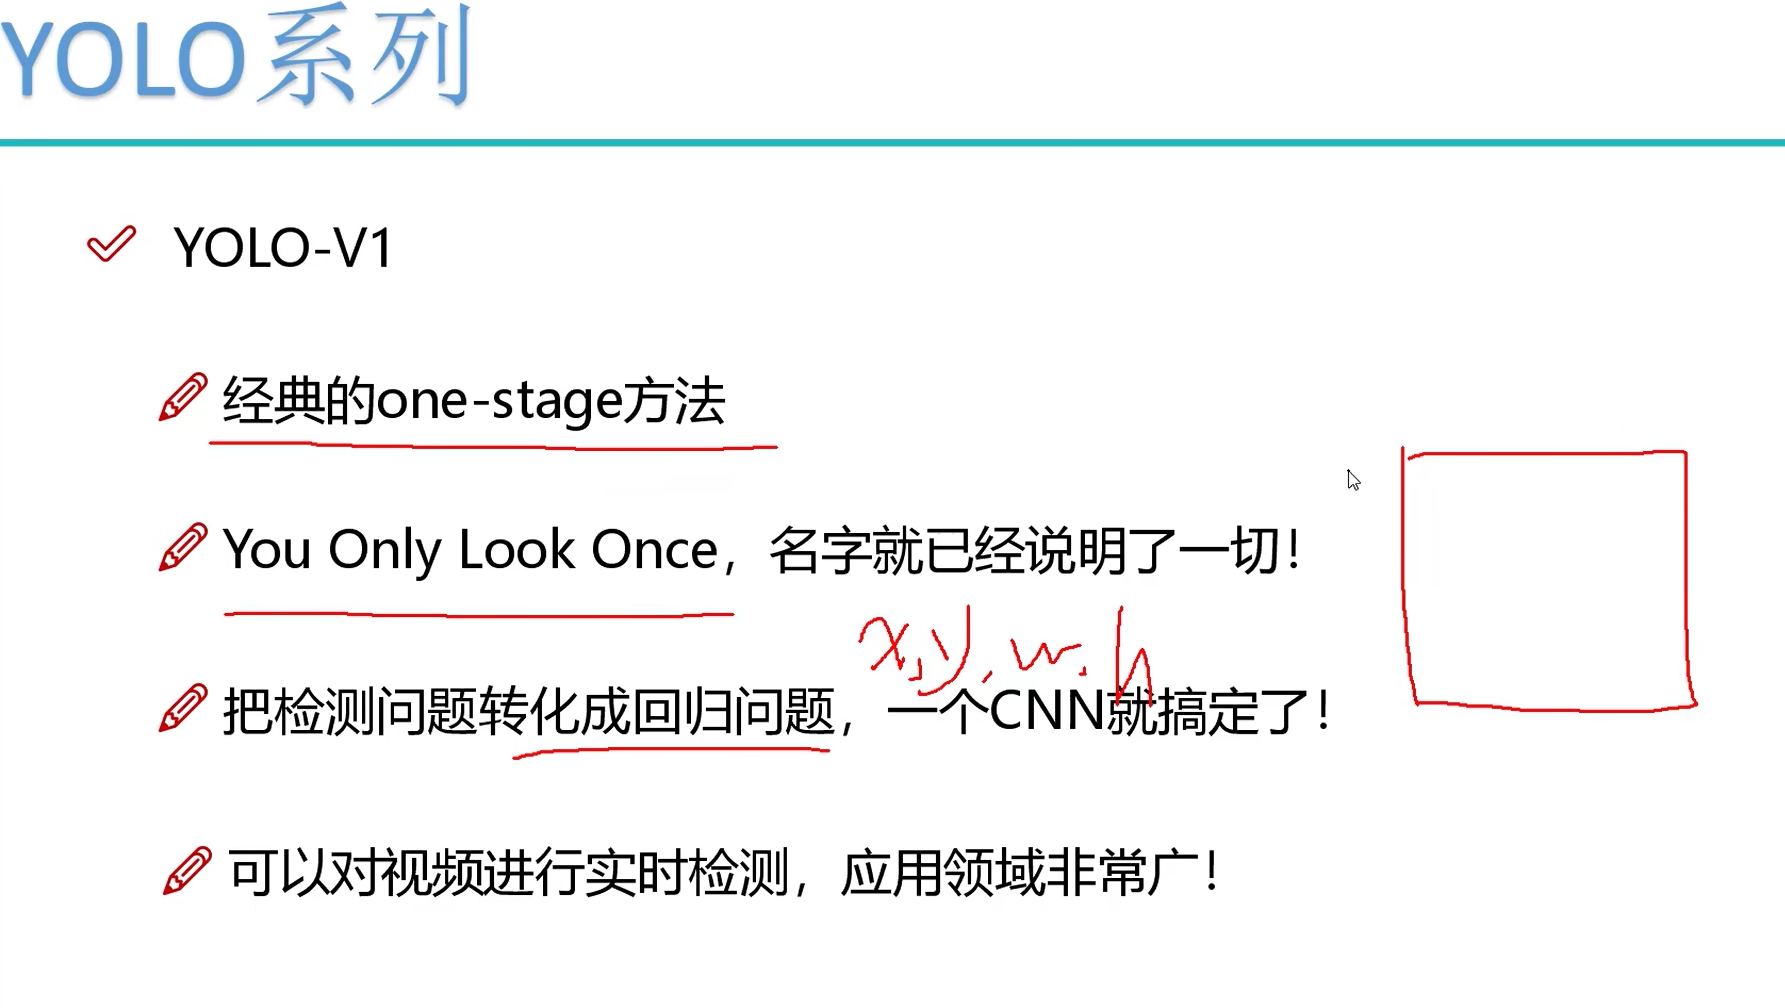 YOLO系列
YOLO-V1
经典的one-stage方法
You Only Look Once，名字就已经说明了一切！
x,y,w,h
把检测问题转化成回归问题，一个CNN就搞定了！
可以对视频进行实时检测，应用领域非常广！